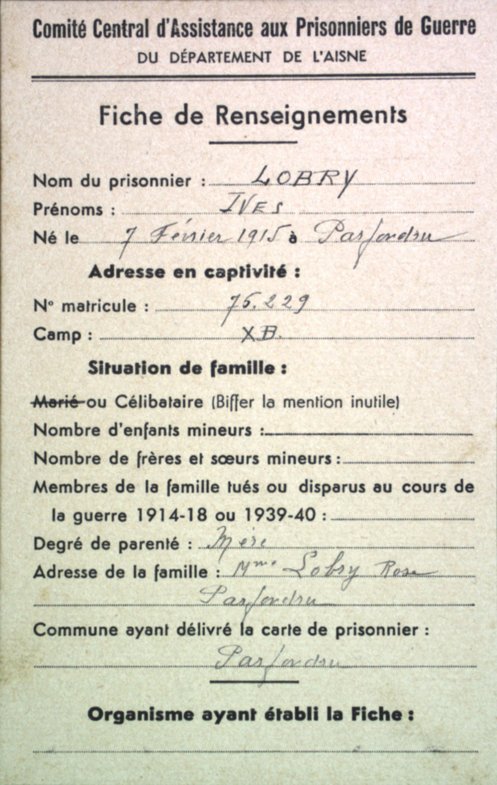 Comité Central d'Assistance aux Prisonniers de Guerre
DU DÉPARTEMENT DE L'AISNE
Fiche de Renseignements
Nom du prisonnier : LOBRY
Prénoms : IVES
Né le 7 Février 1915 à Parfondru
Adresse en captivité :
N° matricule : 75.229
Camp : XB.
Situation de famille :
Marié ou Célibataire (Biffer la mention inutile)
Nombre d'enfants mineurs :
Nombre de frères et sœurs mineurs :
Membres de la famille tués ou disparus au cours de
la guerre 1914-18 ou 1939-40 :
Degré de parenté : Mère
Adresse de la famille : Mme Lobry Rose
Parfondru
Commune ayant délivré la carte de prisonnier :
Parfondru
Organisme ayant établi la Fiche :